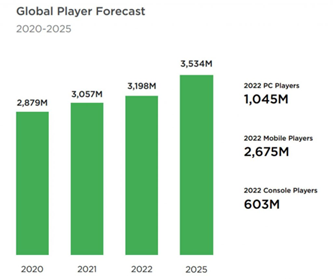 Global Player Forecast
2020-2025
2,879M
3,057M
3,198M
3,534M
2020
2021
2022
2025
2022 PC Players
1,045M
2022 Mobile Players
2,675M
2022 Console Players
603M